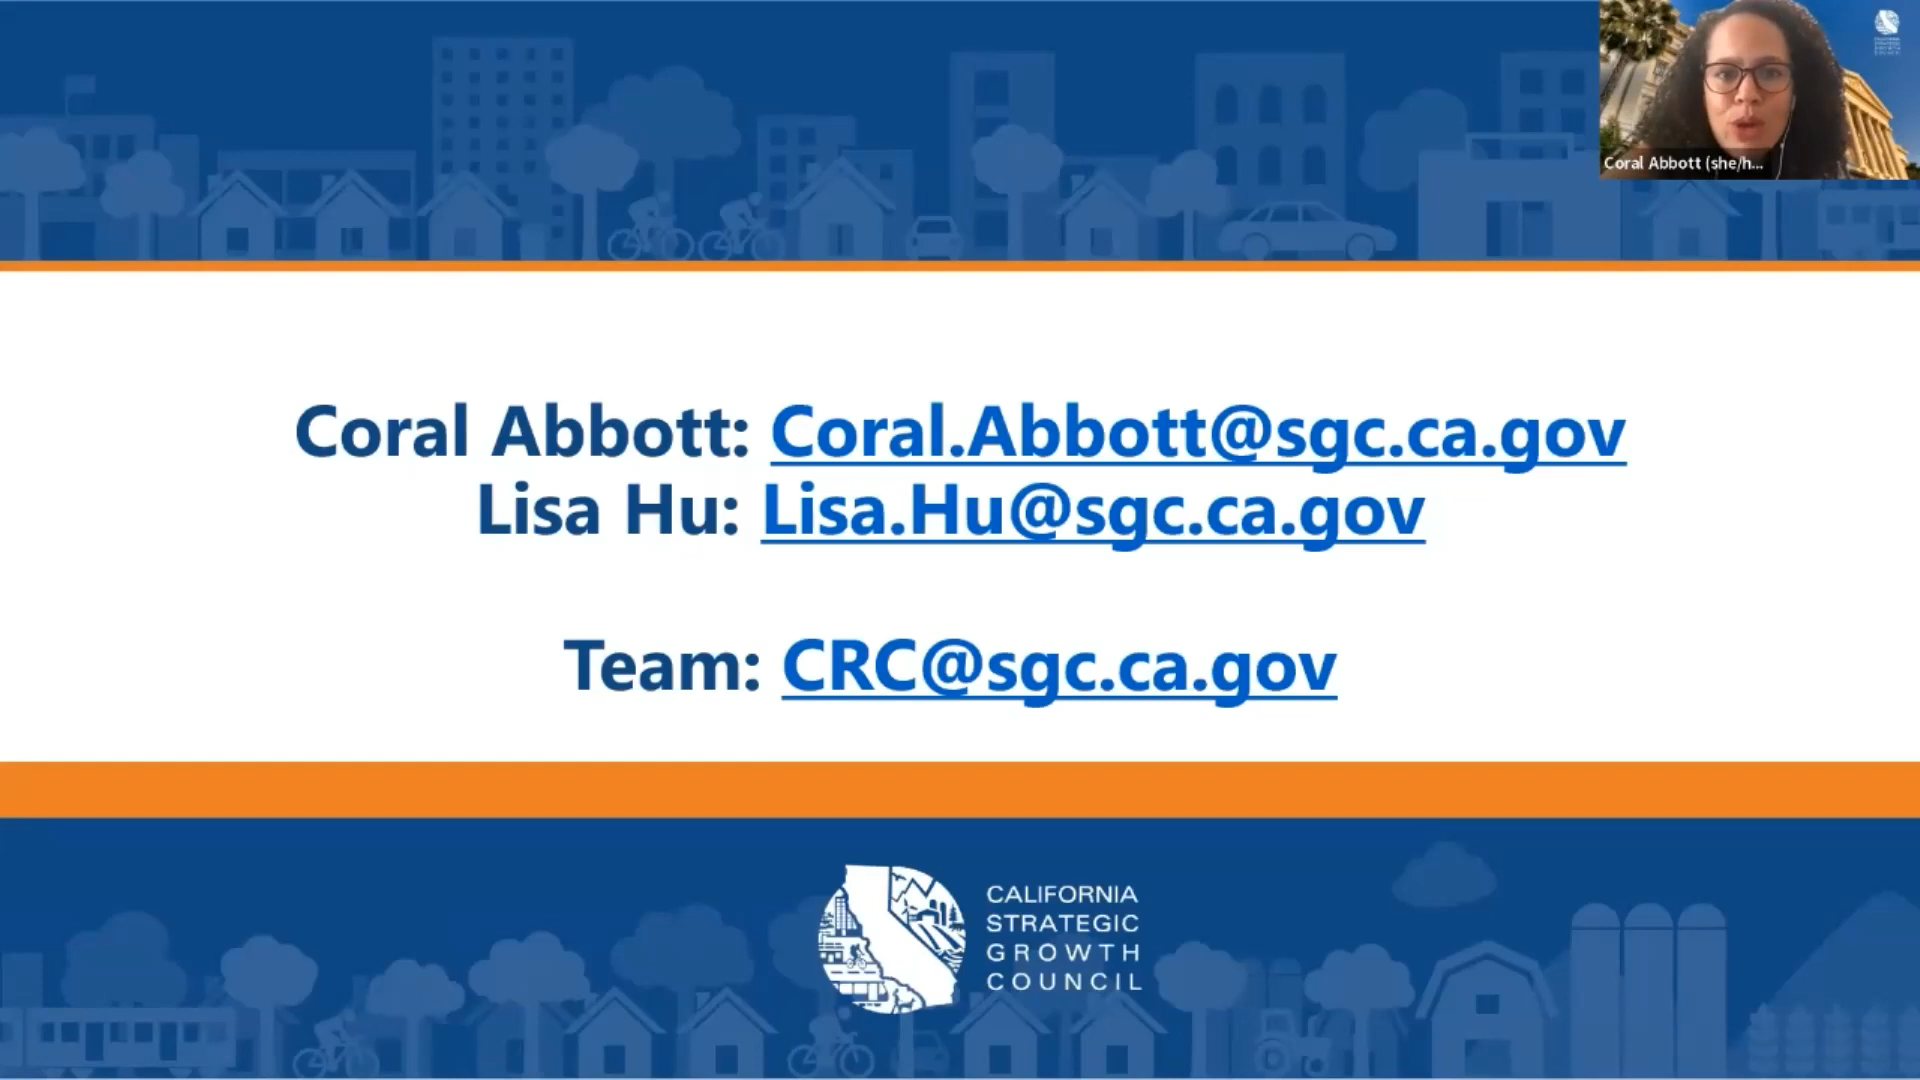 Coral Abbott (she/h...
Coral Abbott: Coral.Abbott@sgc.ca.gov
Lisa Hu: Lisa.Hu@sgc.ca.gov
Team: CRC@sgc.ca.gov
CALIFORNIA
STRATEGIC
GROWTH
COUNCIL